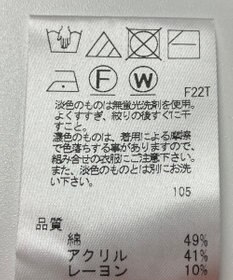 F
W
F22T
淡色のものは無蛍光洗剤を使用。
よくすすぎ、絞りの後すぐに干
すこと。
濃色のものは、着用による摩擦
で色落ちする事がありますので、
組み合せの衣服にご注意下さい。
また、淡色のものとは別にお洗
い下さい。
105
品質
綿 49%
アクリル 41%
レーヨン 10%